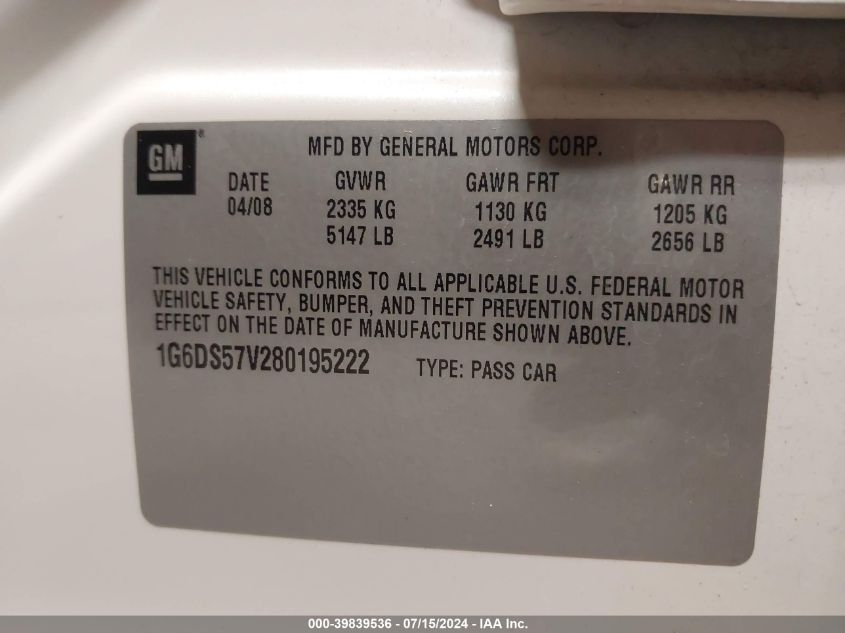 GM®
MFD BY GENERAL MOTORS CORP.
DATE GVWR GAWR FRT GAWR RR
04/08 2335 KG 1130 KG 1205 KG
5147 LB 2491 LB 2656 LB
THIS VEHICLE CONFORMS TO ALL APPLICABLE U.S. FEDERAL MOTOR
VEHICLE SAFETY, BUMPER, AND THEFT PREVENTION STANDARDS IN
EFFECT ON THE DATE OF MANUFACTURE SHOWN ABOVE.
1G6DS57V280195222 TYPE: PASS CAR
000-39839536 - 07/15/2024 - IAA Inc.